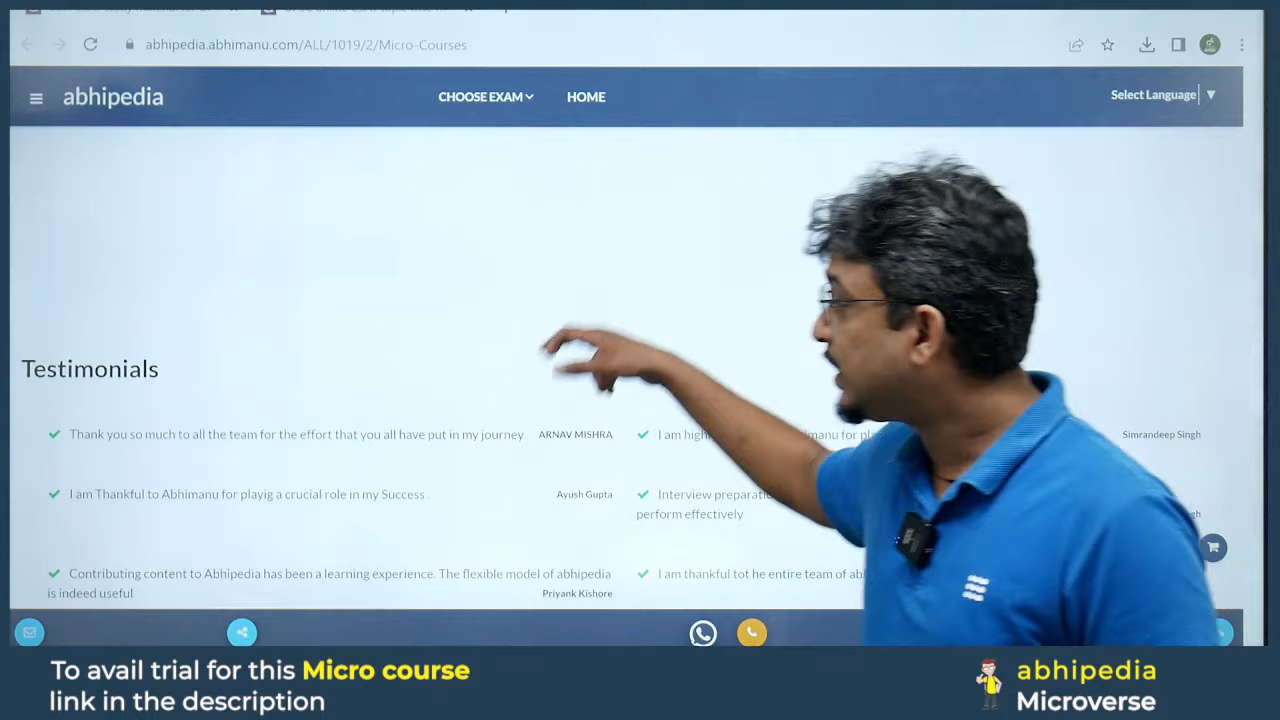 abhipedia.abhimanu.com/ALL/1019/2/Micro-Courses
abhipedia
CHOOSE EXAM
HOME
Select Language
Testimonials
Thank you so much to all the team for the effort that you all have put in my journey
ARNAV MISHRA
I am
Simrandeep Singh
I am Thankful to Abhimanu for playig a crucial role in my Success .
Ayush Gupta
Interview
perform effectively
Contributing content to Abhipedia has been a learning experience. The flexible model of abhipedia
is indeed useful
Priyank Kishore
I am thankful tot he entire team of
To avail trial for this Micro course
link in the description
abhipedia
Microverse